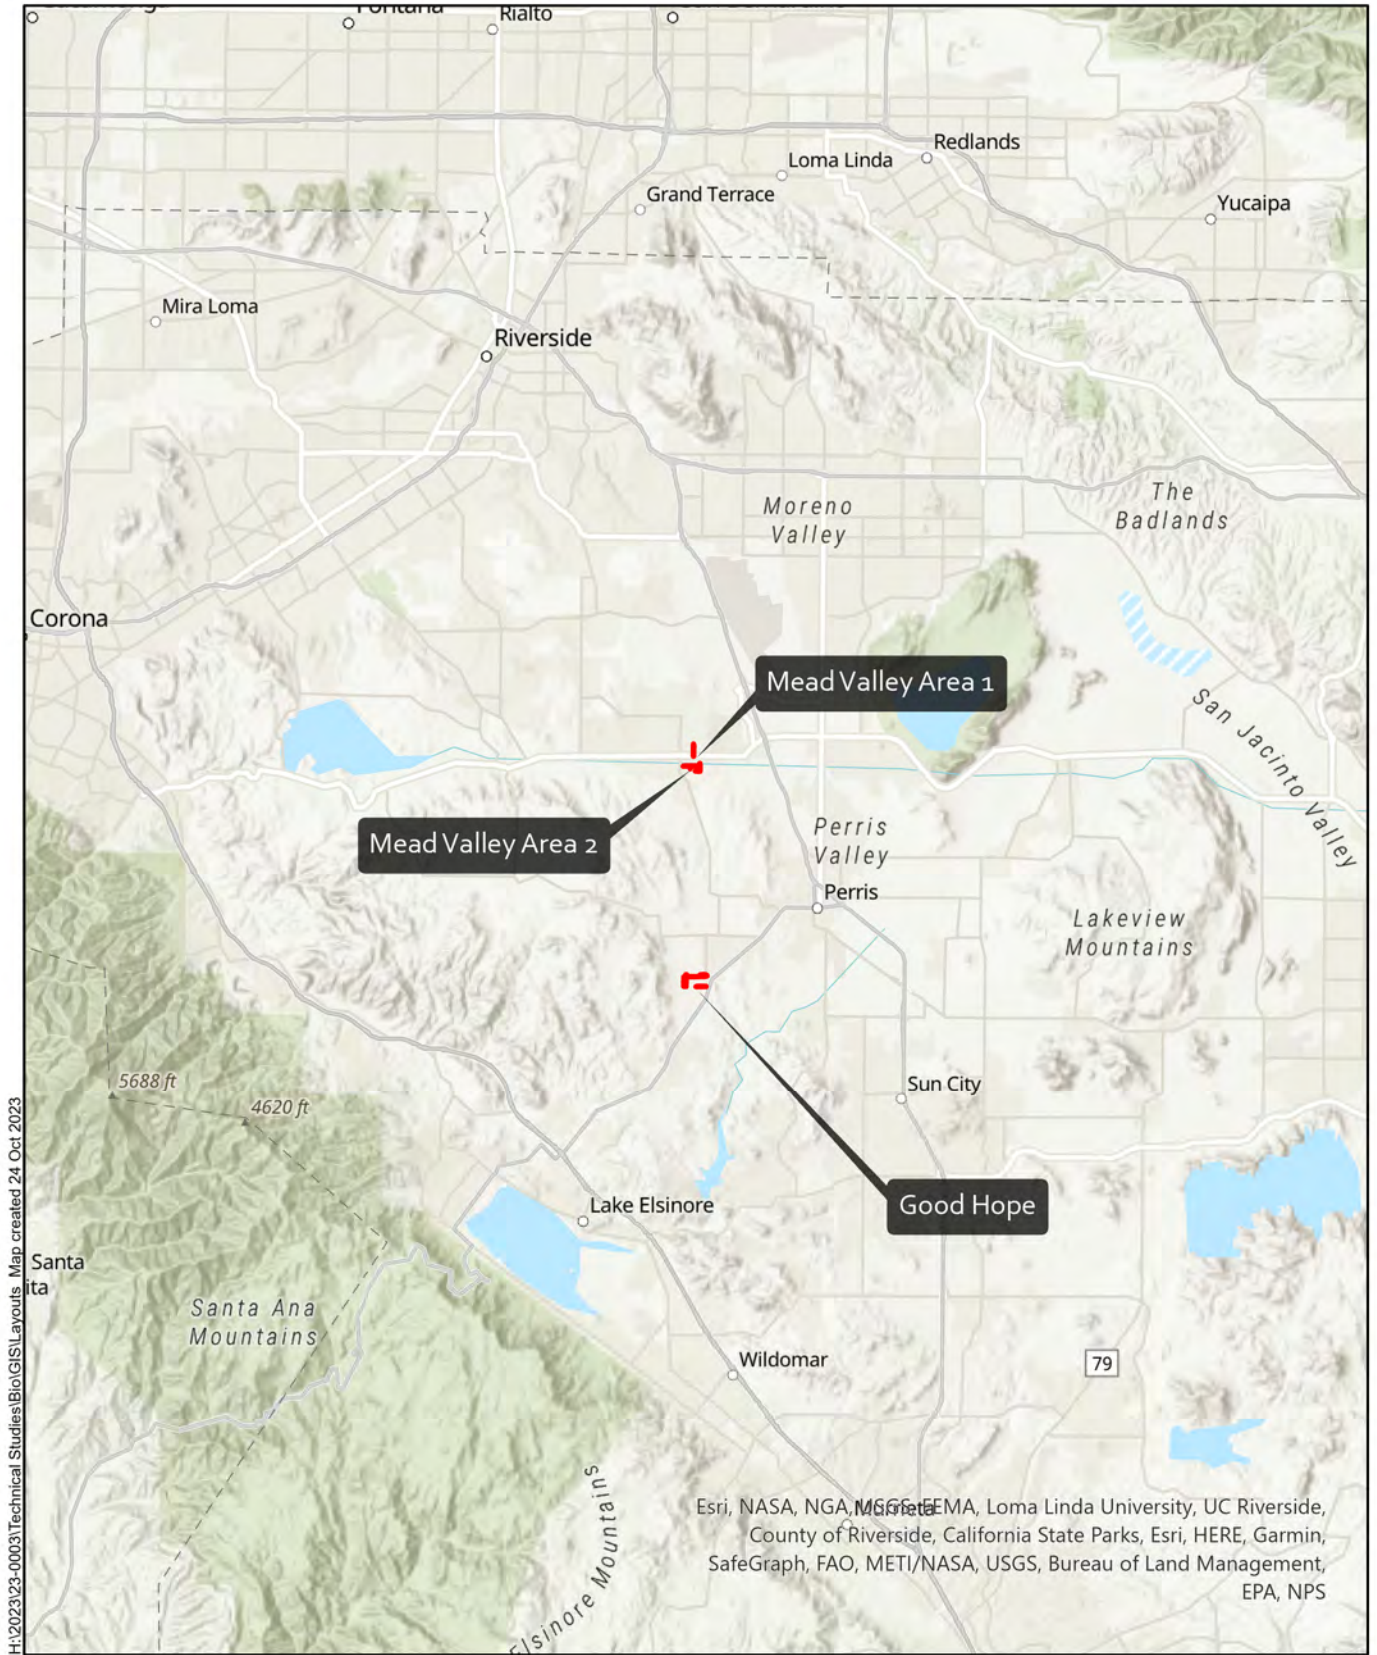 Fontana
Rialto
Redlands
Loma Linda
Grand Terrace
Yucaipa
Mira Loma
Riverside
Moreno
Valley
The
Badlands
Corona
Mead Valley Area 1
San Jacinto Valley
Mead Valley Area 2
Perris
Valley
Perris
Lakeview
Mountains
5688 ft
4620 ft
Sun City
Lake Elsinore
Good Hope
Santa
ita
Santa Ana
Mountains
Wildomar
79
Elsinore Mountains
Murrieta
Esri, NASA, NGA, USGS, FEMA, Loma Linda University, UC Riverside,
County of Riverside, California State Parks, Esri, HERE, Garmin,
SafeGraph, FAO, METI/NASA, USGS, Bureau of Land Management,
EPA, NPS
H:\2023\23-0003\Technical Studies\Bio\GIS\Layouts Map created 24 Oct 2023